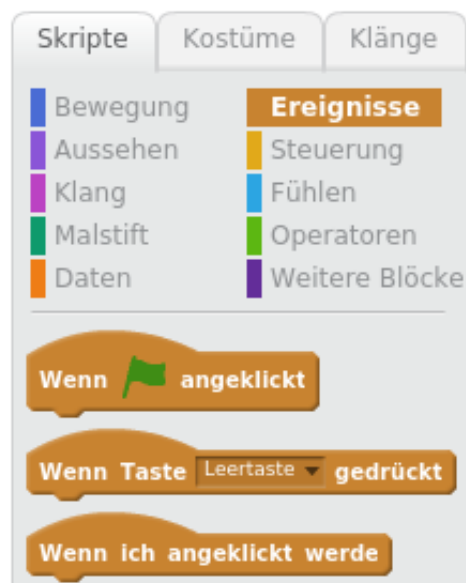 Skripte Kostüme Klänge
Bewegung Ereignisse
Aussehen Steuerung
Klang Fühlen
Malstift Operatoren
Daten Weitere Blöcke
Wenn angeklickt
Wenn Taste Leertaste gedrückt
Wenn ich angeklickt werde